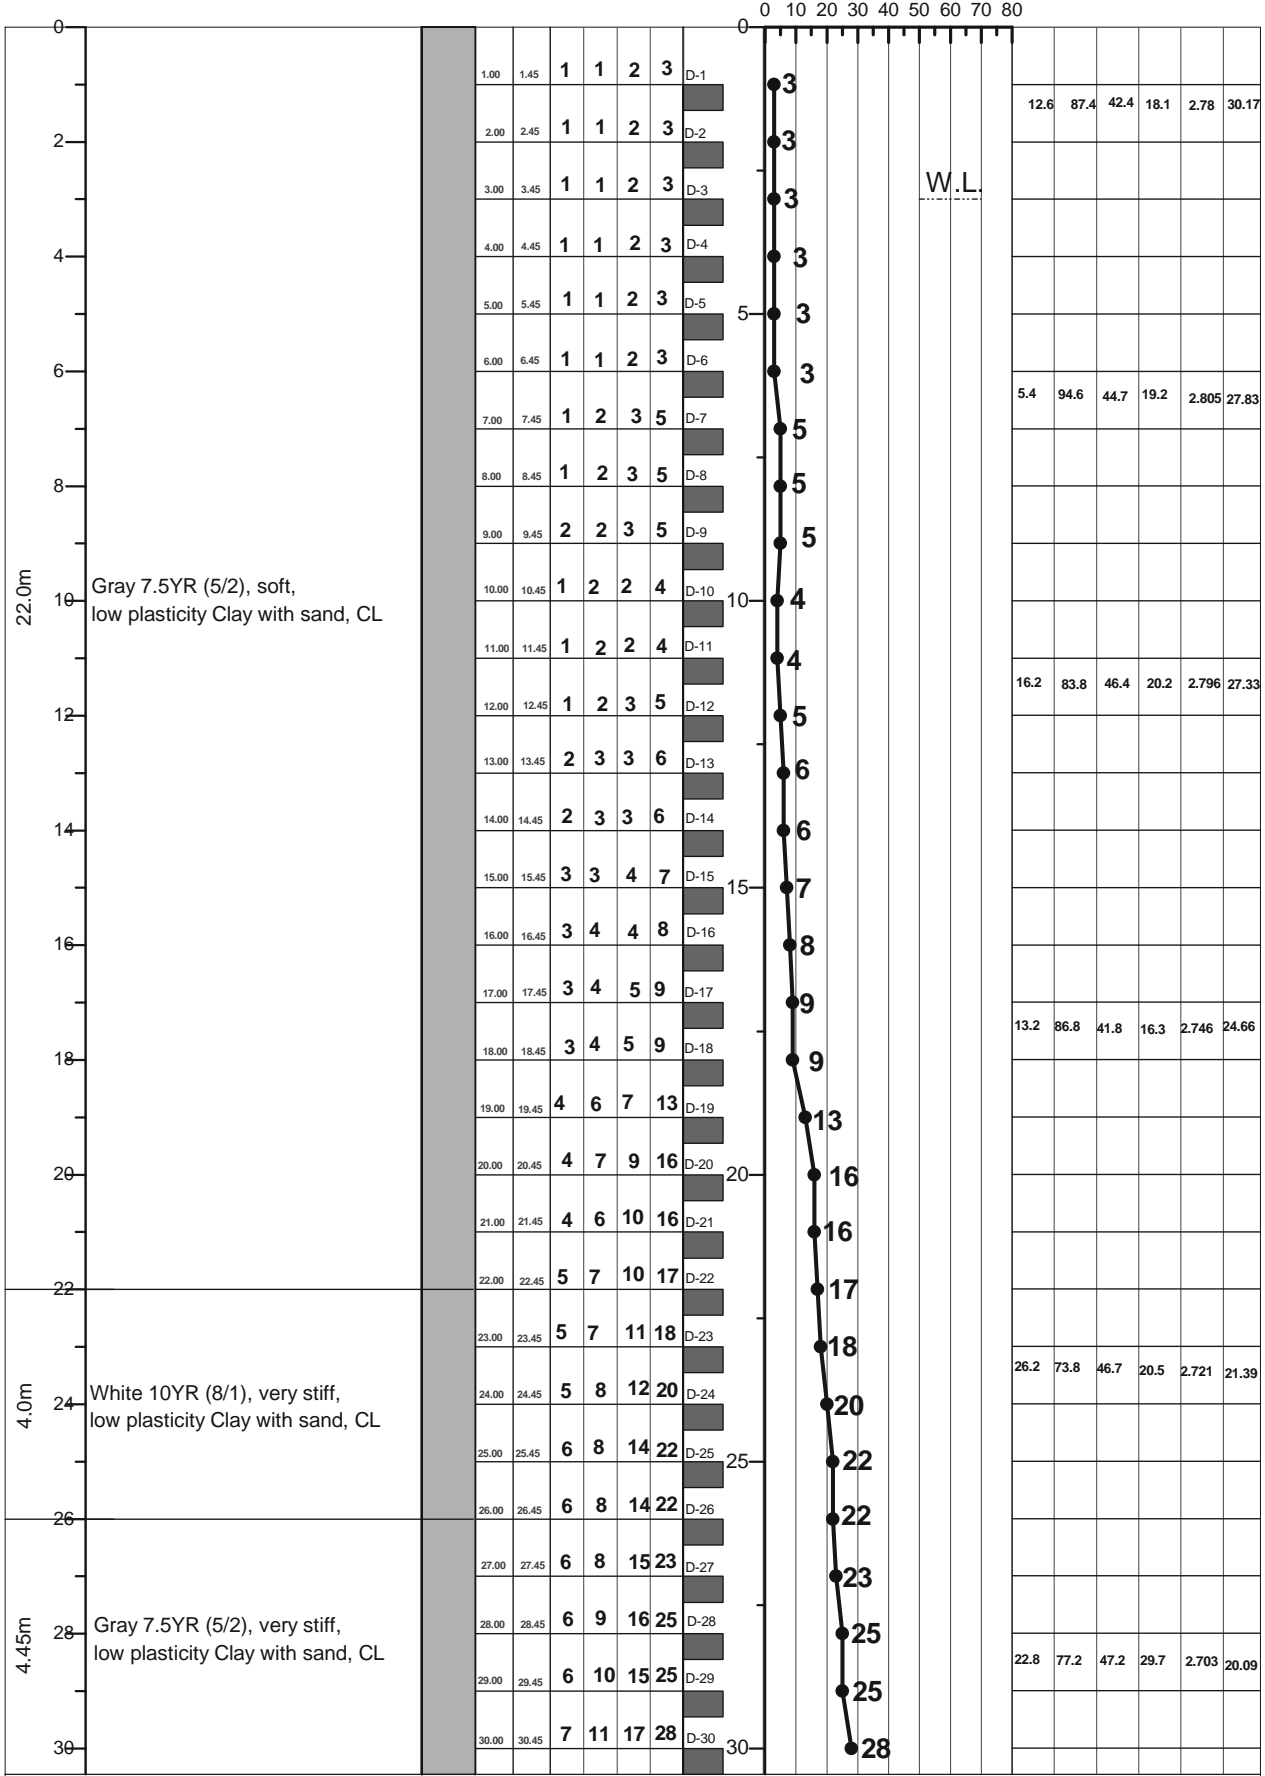 0 10 20 30 40 50 60 70 80
0 0
1.00 1.45 1 1 2 3 D-1 3
12.6 87.4 42.4 18.1 2.78 30.17
2 2.00 2.45 1 1 2 3 D-2 3
3.00 3.45 1 1 2 3 D-3 3 W.L.
4 4.00 4.45 1 1 2 3 D-4 3
5.00 5.45 1 1 2 3 D-5 5 3
6 6.00 6.45 1 1 2 3 D-6 3
5.4 94.6 44.7 19.2 2.805 27.83
7.00 7.45 1 2 3 5 D-7 5
8 8.00 8.45 1 2 3 5 D-8 5
9.00 9.45 2 2 3 5 D-9 5
22.0m
Gray 7.5YR (5/2), soft,
low plasticity Clay with sand, CL
10 10.00 10.45 1 2 2 4 D-10 10 4
11.00 11.45 1 2 2 4 D-11 4
16.2 83.8 46.4 20.2 2.796 27.33
12 12.00 12.45 1 2 3 5 D-12 5
13.00 13.45 2 3 3 6 D-13 6
14 14.00 14.45 2 3 3 6 D-14 6
15.00 15.45 3 3 4 7 D-15 15 7
16 16.00 16.45 3 4 4 8 D-16 8
17.00 17.45 3 4 5 9 D-17 9
13.2 86.8 41.8 16.3 2.746 24.66
18 18.00 18.45 3 4 5 9 D-18 9
19.00 19.45 4 6 7 13 D-19 13
20 20.00 20.45 4 7 9 16 D-20 20 16
21.00 21.45 4 6 10 16 D-21 16
22 22.00 22.45 5 7 10 17 D-22 17
23.00 23.45 5 7 11 18 D-23 18
26.2 73.8 46.7 20.5 2.721 21.39
4.0m
White 10YR (8/1), very stiff,
low plasticity Clay with sand, CL
24 24.00 24.45 5 8 12 20 D-24 20
25.00 25.45 6 8 14 22 D-25 25 22
26 26.00 26.45 6 8 14 22 D-26 22
27.00 27.45 6 8 15 23 D-27 23
4.45m
Gray 7.5YR (5/2), very stiff,
low plasticity Clay with sand, CL
28 28.00 28.45 6 9 16 25 D-28 25
22.8 77.2 47.2 29.7 2.703 20.09
29.00 29.45 6 10 15 25 D-29 25
30 30.00 30.45 7 11 17 28 D-30 30 28